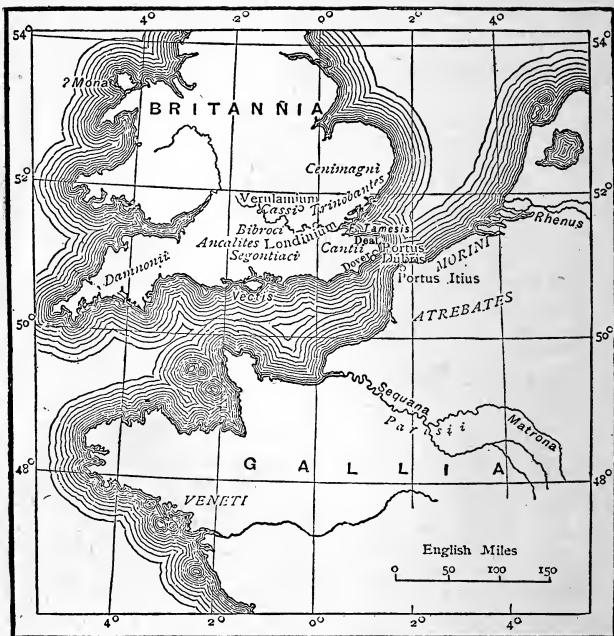 4° 2° 0° 2° 4°
54° 54°
? Mona
BRITANNIA
Cenimagni
52° 52°
Verulamium
Cassi
Trinobantes
Tamesis
Bibroci
Londinium
Deal
Rhenus
Ancalites
Cantii
Portus
Dubris
MORINI
Segontiaci
Dover
Portus Itius
Damnonii
Vectis
ATREBATES
50° 50°
Sequana
Parisii
Matrona
GALLIA
48° 48°
VENETI
English Miles
0 50 100 150
4° 2° 0° 2° 4°